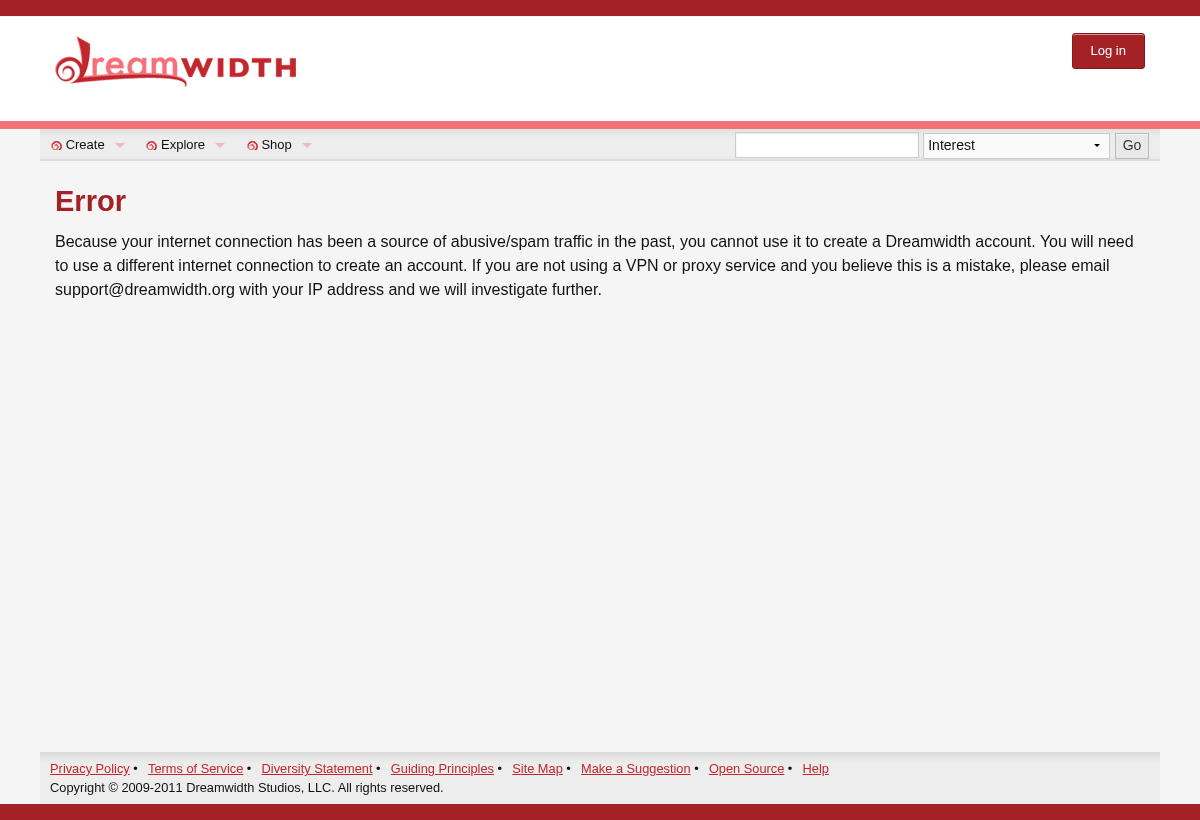 dreamWIDTH
Log in
Create Explore Shop Interest Go
Error
Because your internet connection has been a source of abusive/spam traffic in the past, you cannot use it to create a Dreamwidth account. You will need
to use a different internet connection to create an account. If you are not using a VPN or proxy service and you believe this is a mistake, please email
support@dreamwidth.org with your IP address and we will investigate further.
Privacy Policy • Terms of Service • Diversity Statement • Guiding Principles • Site Map • Make a Suggestion • Open Source • Help
Copyright © 2009-2011 Dreamwidth Studios, LLC. All rights reserved.